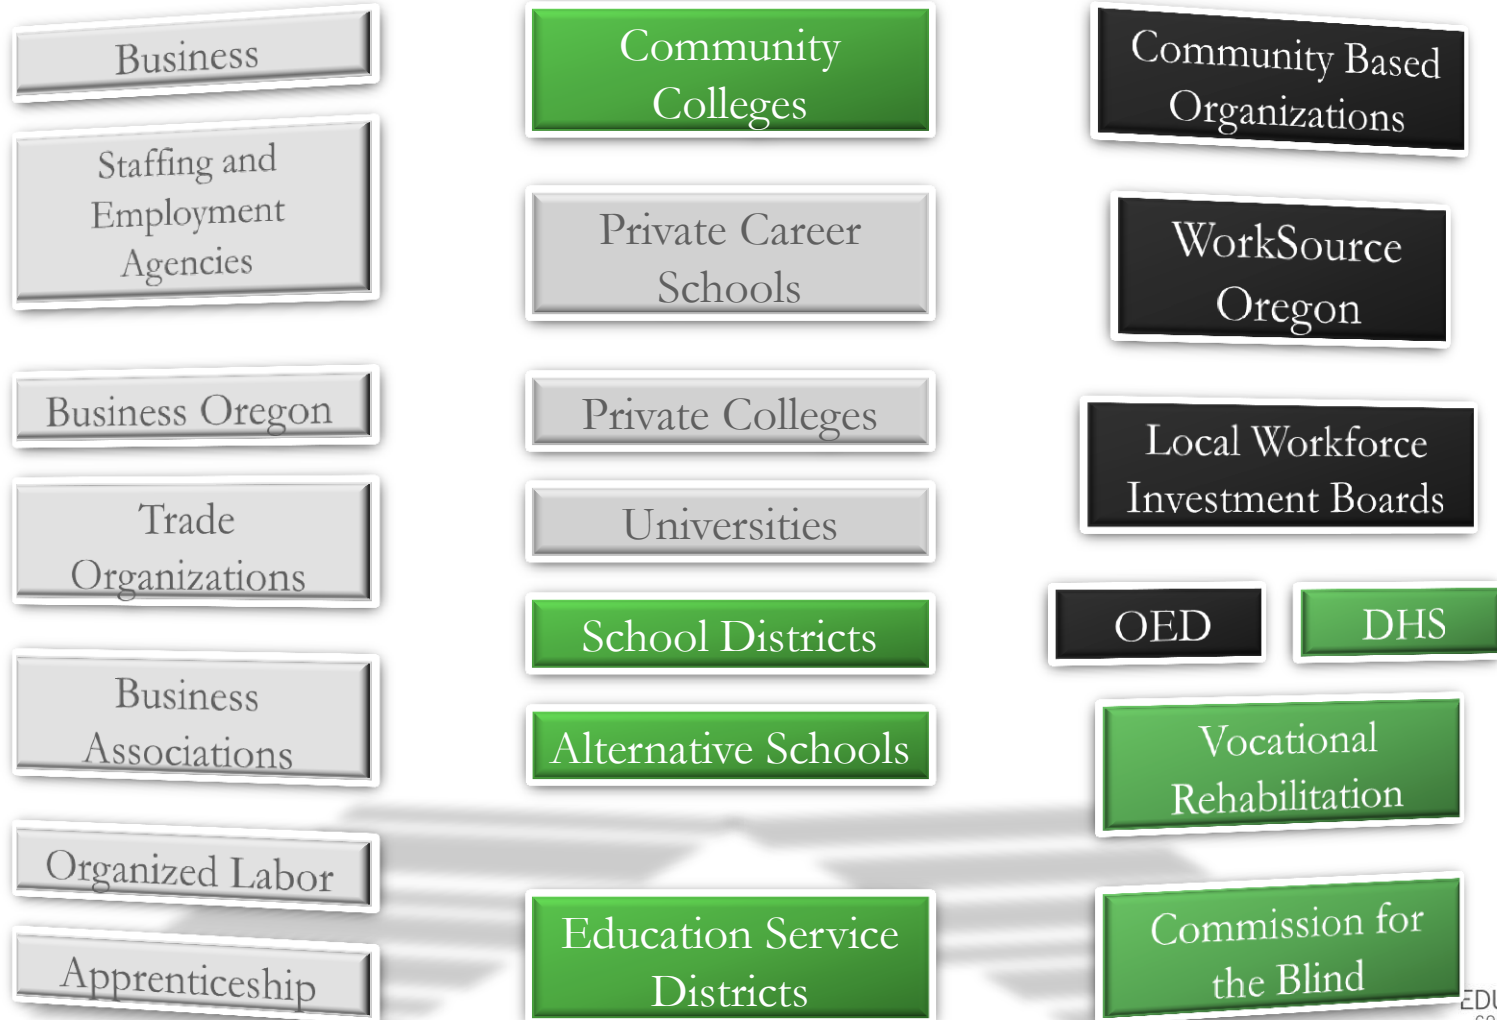 Business
Staffing and
Employment
Agencies
Business Oregon
Trade
Organizations
Business
Associations
Organized Labor
Apprenticeship
Community
Colleges
Private Career
Schools
Private Colleges
Universities
School Districts
Alternative Schools
Education Service
Districts
Community Based
Organizations
WorkSource
Oregon
Local Workforce
Investment Boards
OED
DHS
Vocational
Rehabilitation
Commission for
the Blind